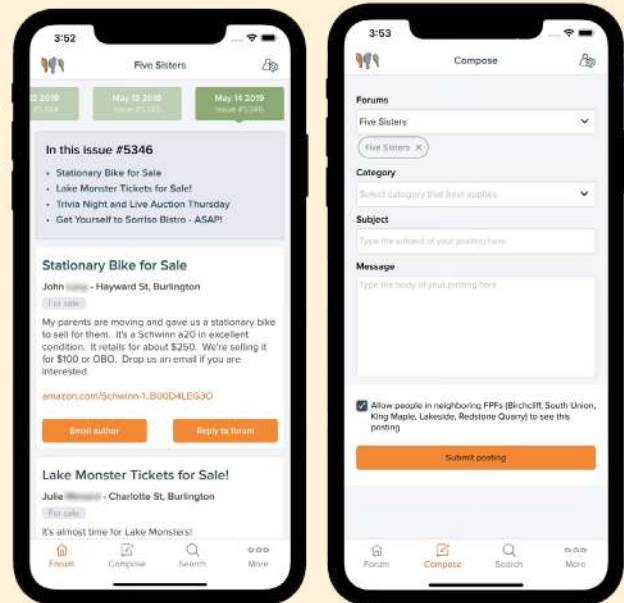 3:52
Five Sisters
May 13 2019
May 14 2019
Issue #5346
In this issue #5346
• Stationary Bike for Sale
• Lake Monster Tickets for Sale!
• Trivia Night and Live Auction Thursday
• Get Yourself to Sorriso Bistro - ASAP!
Stationary Bike for Sale
John - Hayward St, Burlington
For sale
My parents are moving and gave us a stationary bike
to sell for them. It's a Schwinn a20 in excellent
condition. It retails for about $250. We're selling it
for $100 or OBO. Drop us an email if you are
interested.
amazon.com/Schwinn-1..B00D4LEG3O
Email author
Reply to forum
Lake Monster Tickets for Sale!
Julie - Charlotte St, Burlington
For sale
It's almost time for Lake Monsters!
Forum
Compose
Search
More
3:53
Compose
Forums
Five Sisters
Five Sisters ×
Category
Select category that best applies
Subject
Type the subject of your posting here
Message
Type the body of your posting here
Allow people in neighboring FPFs (Birchcliff, South Union,
King Maple, Lakeside, Redstone Quarry) to see this
posting
Submit posting
Forum
Compose
Search
More